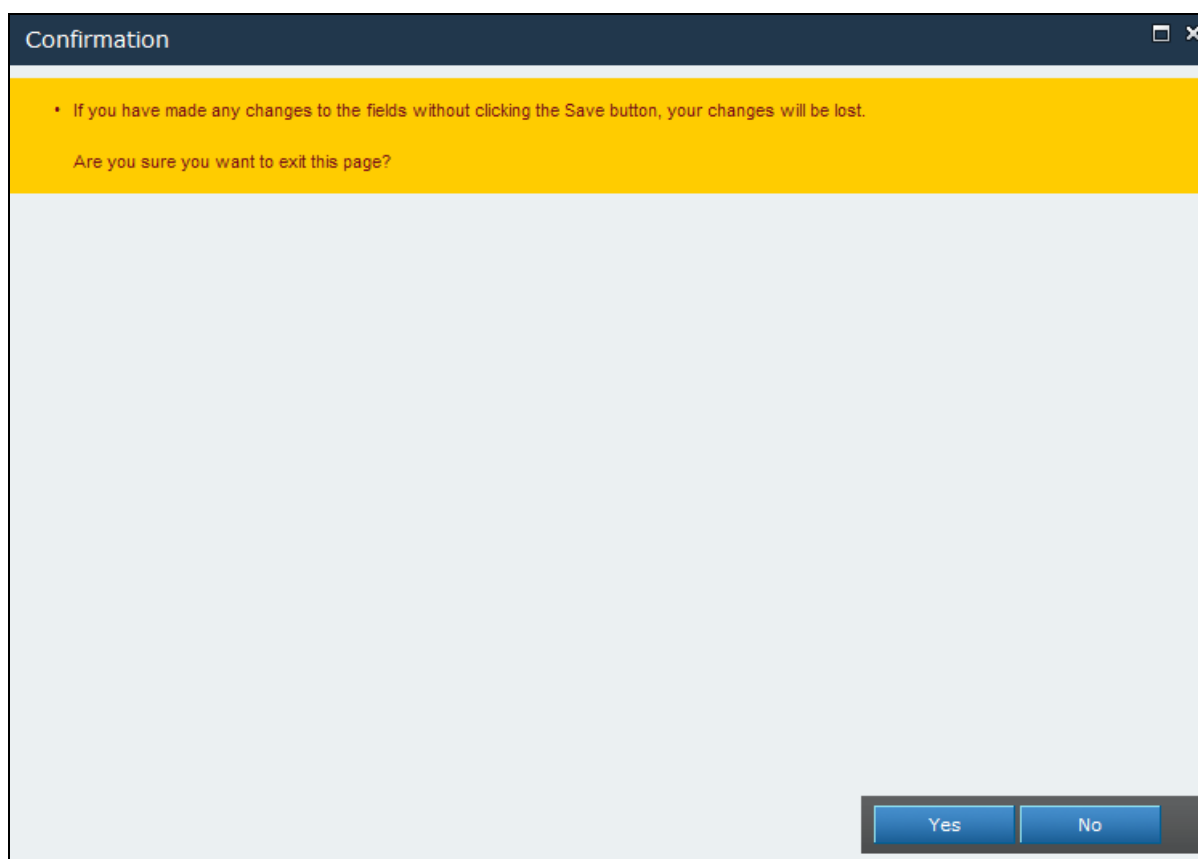 Confirmation
• If you have made any changes to the fields without clicking the Save button, your changes will be lost.
Are you sure you want to exit this page?
Yes No